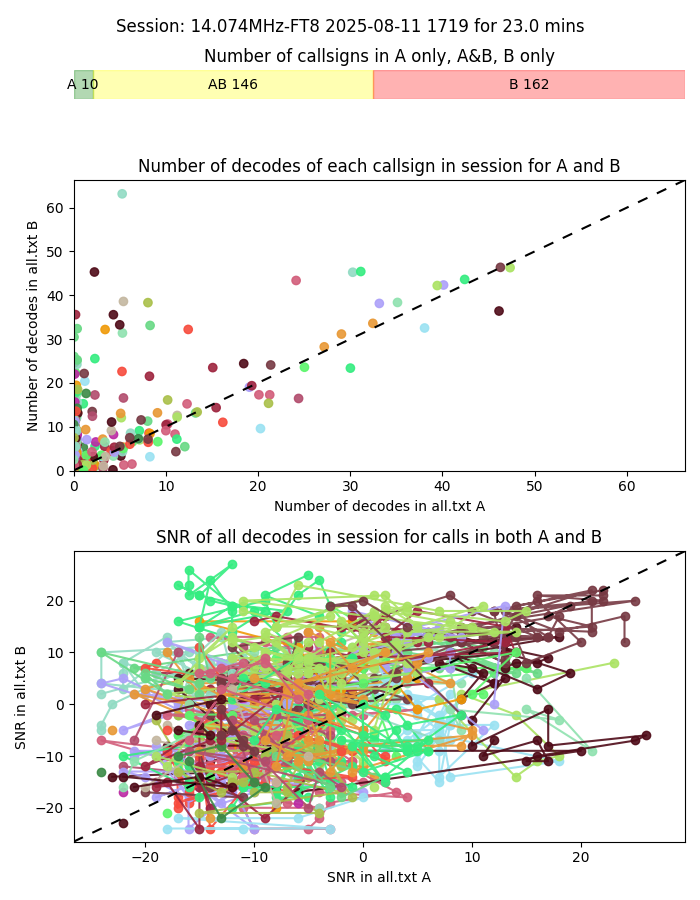 Session: 14.074MHz-FT8 2025-08-11 1719 for 23.0 mins
Number of callsigns in A only, A&B, B only
A 10 AB 146 B 162
Number of decodes of each callsign in session for A and B
Number of decodes in all.txt B
60
50
40
30
20
10
0
0 10 20 30 40 50 60
Number of decodes in all.txt A
SNR of all decodes in session for calls in both A and B
SNR in all.txt B
20
10
0
−10
−20
−20 −10 0 10 20
SNR in all.txt A